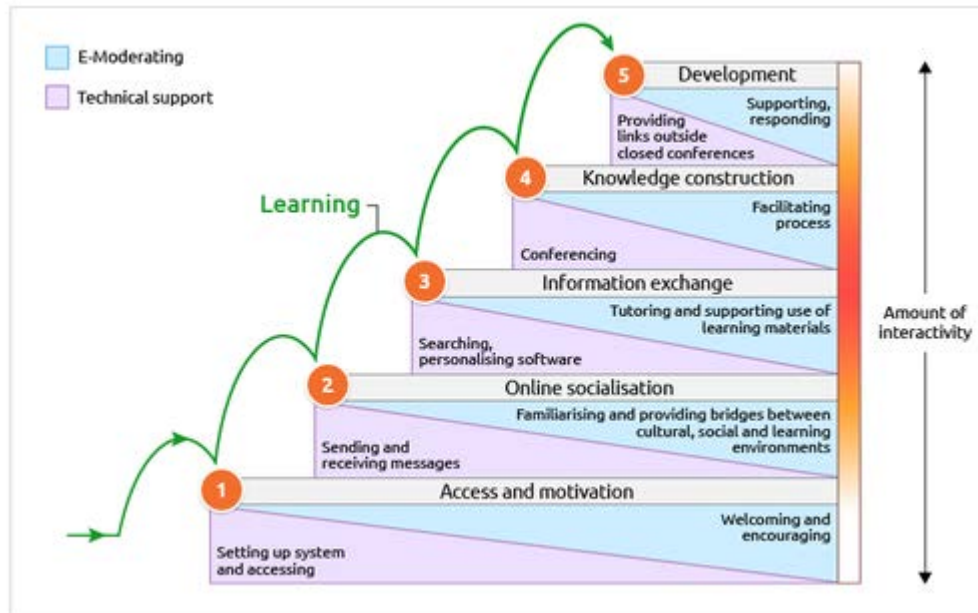 E-Moderating
Technical support
5
Development
Supporting,
responding
Providing
links outside
closed conferences
4
Knowledge construction
Facilitating
process
Conferencing
Learning
3
Information exchange
Tutoring and supporting use of
learning materials
Searching,
personalising software
Amount of
interactivity
2
Online socialisation
Familiarising and providing bridges between
cultural, social and learning
environments
Sending and
receiving messages
1
Access and motivation
Welcoming and
encouraging
Setting up system
and accessing